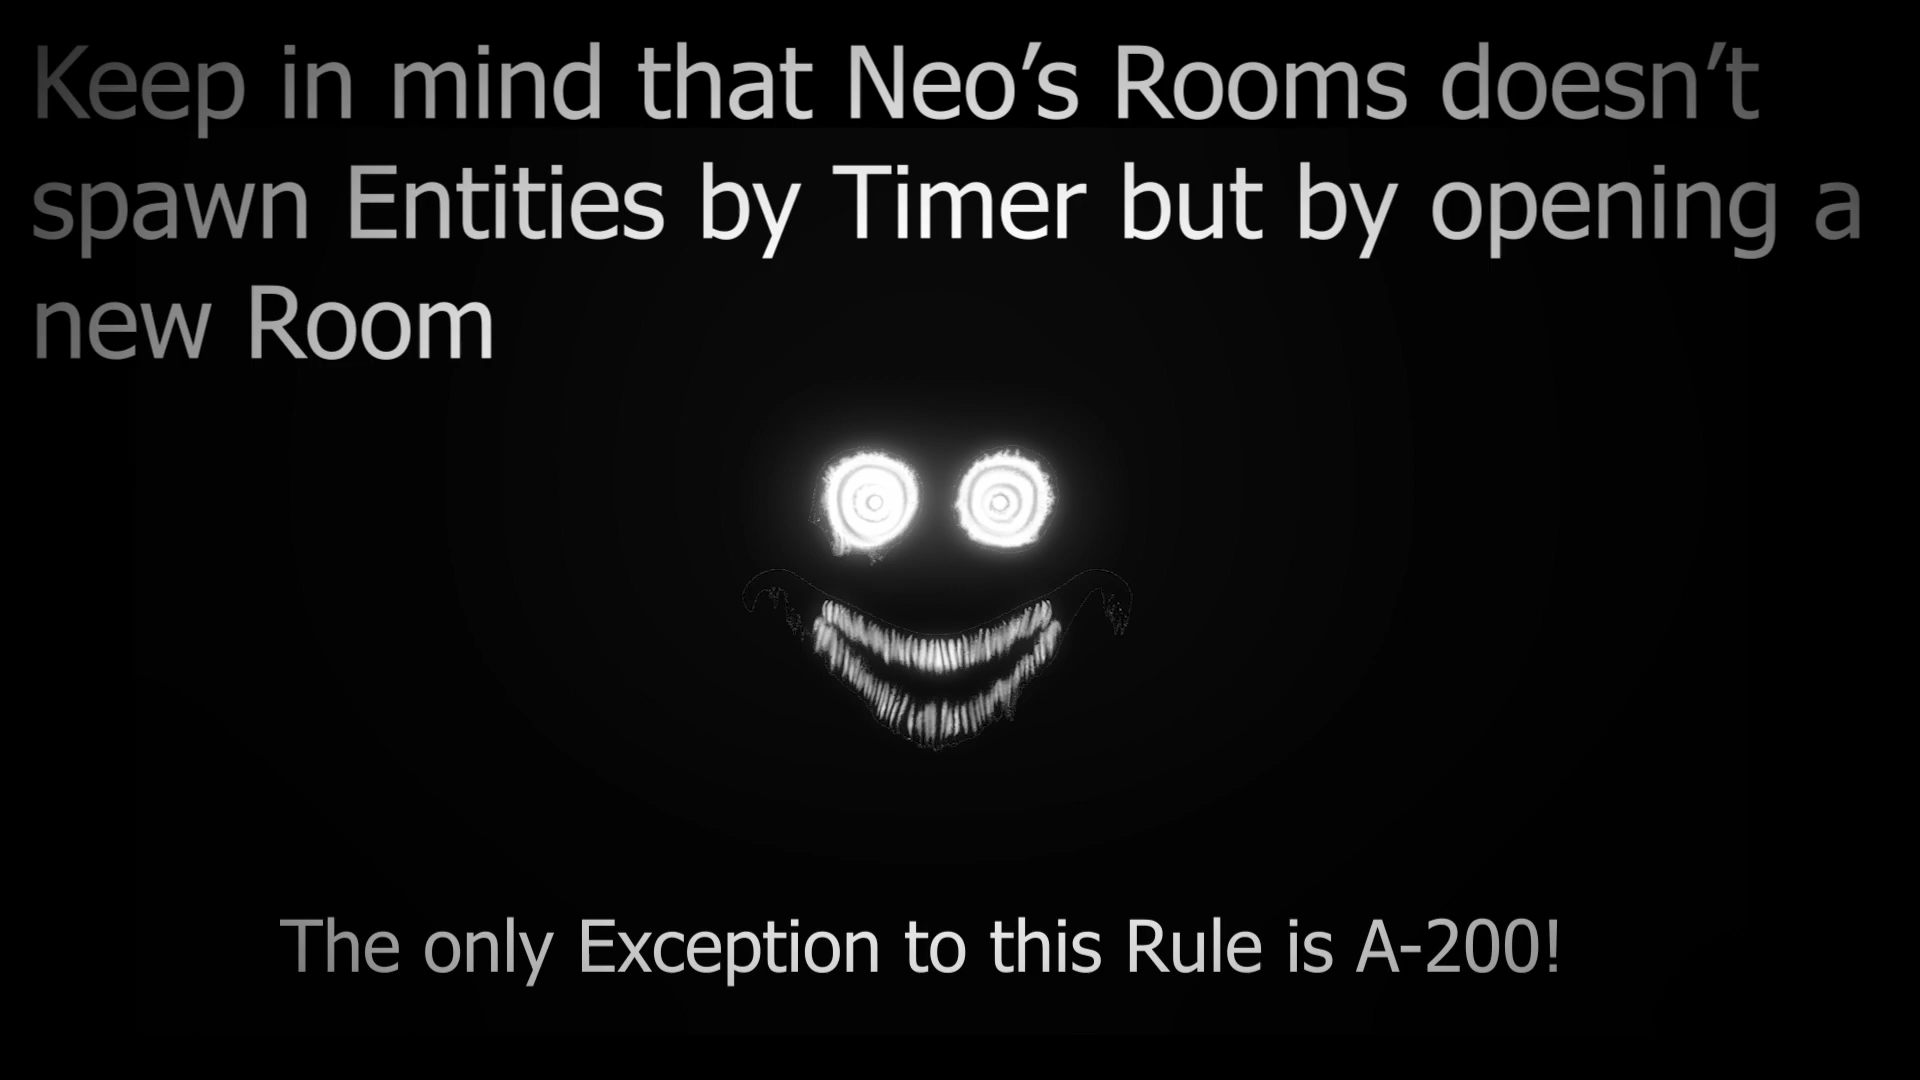 Keep in mind that Neo’s Rooms doesn’t
spawn Entities by Timer but by opening a
new Room
The only Exception to this Rule is A-200!